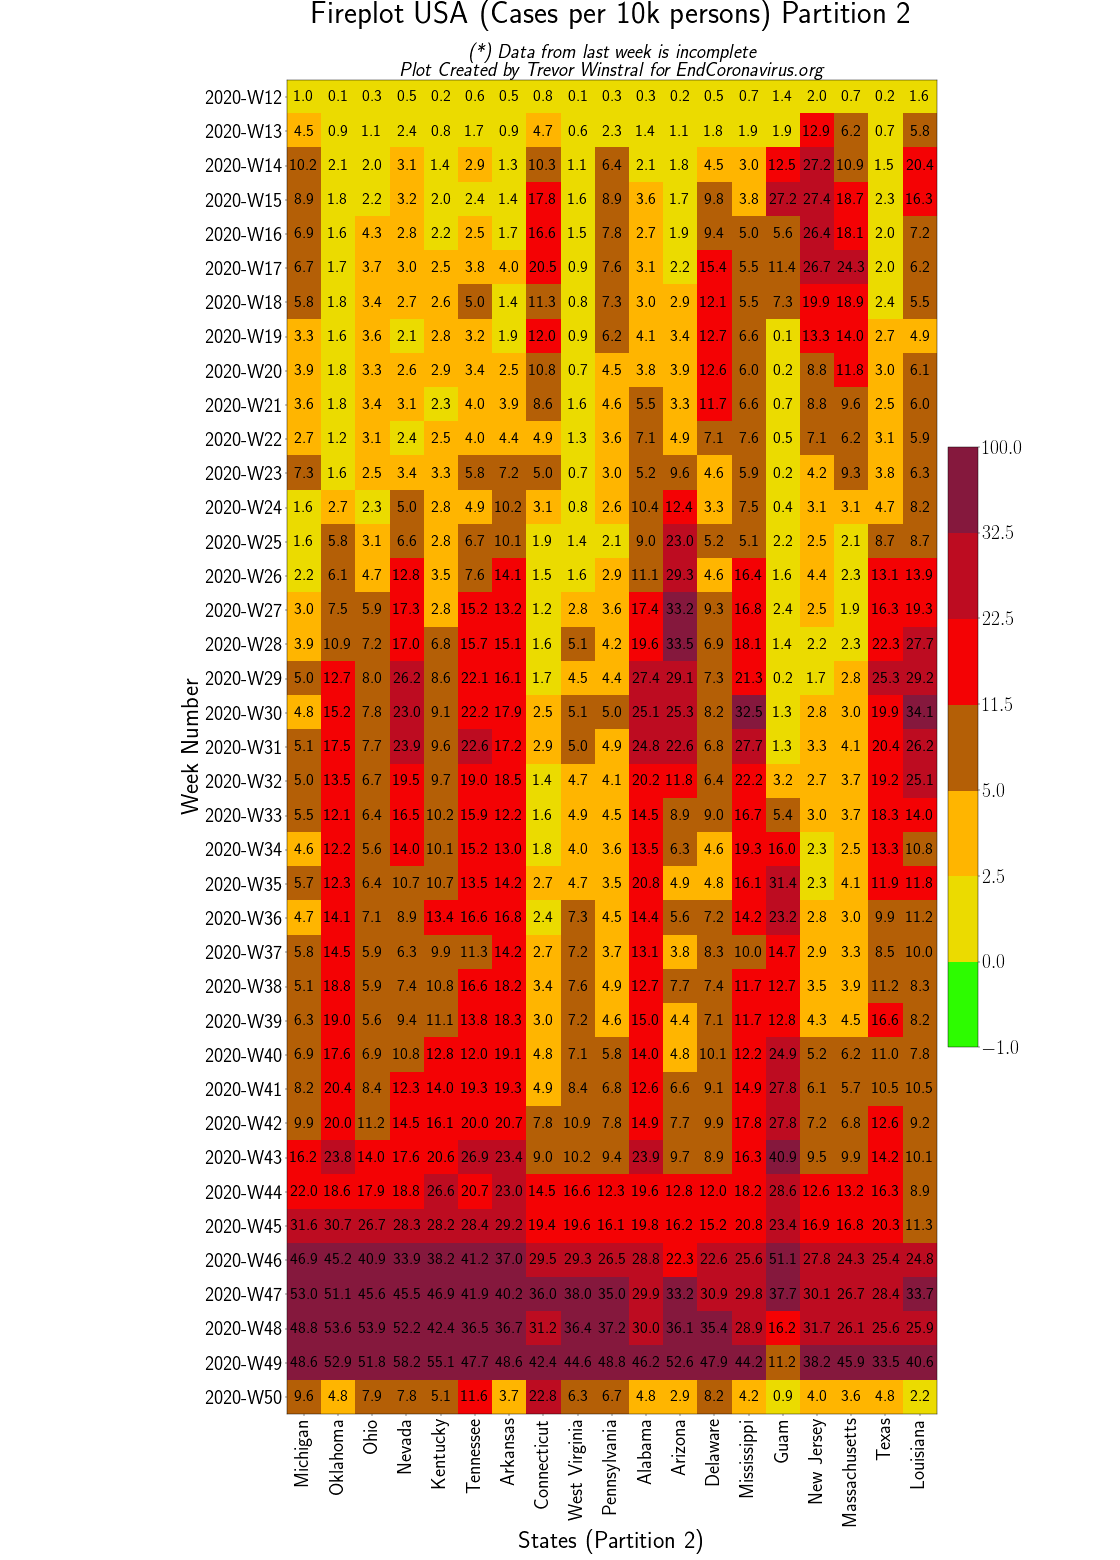 Fireplot USA (Cases per 10k persons) Partition 2
(*) Data from last week is incomplete
Plot Created by Trevor Winstral for EndCoronavirus.org
2020-W12 1.0 0.1 0.3 0.5 0.2 0.6 0.5 0.8 0.1 0.3 0.3 0.2 0.5 0.7 1.4 2.0 0.7 0.2 1.6
2020-W13 4.5 0.9 1.1 2.4 0.8 1.7 0.9 4.7 0.6 2.3 1.4 1.1 1.8 1.9 1.9 12.9 6.2 0.7 5.8
2020-W14 10.2 2.1 2.0 3.1 1.4 2.9 1.3 10.3 1.1 6.4 2.1 1.8 4.5 3.0 12.5 27.2 10.9 1.5 20.4
2020-W15 8.9 1.8 2.2 3.2 2.0 2.4 1.4 17.8 1.6 8.9 3.6 1.7 9.8 3.8 27.2 27.4 18.7 2.3 16.3
2020-W16 6.9 1.6 4.3 2.8 2.2 2.5 1.7 16.6 1.5 7.8 2.7 1.9 9.4 5.0 5.6 26.4 18.1 2.0 7.2
2020-W17 6.7 1.7 3.7 3.0 2.5 3.8 4.0 20.5 0.9 7.6 3.1 2.2 15.4 5.5 11.4 26.7 24.3 2.0 6.2
2020-W18 5.8 1.8 3.4 2.7 2.6 5.0 1.4 11.3 0.8 7.3 3.0 2.9 12.1 5.5 7.3 19.9 18.9 2.4 5.5
2020-W19 3.3 1.6 3.6 2.1 2.8 3.2 1.9 12.0 0.9 6.2 4.1 3.4 12.7 6.6 0.1 13.3 14.0 2.7 4.9
2020-W20 3.9 1.8 3.3 2.6 2.9 3.4 2.5 10.8 0.7 4.5 3.8 3.9 12.6 6.0 0.2 8.8 11.8 3.0 6.1
2020-W21 3.6 1.8 3.4 3.1 2.3 4.0 3.9 8.6 1.6 4.6 5.5 3.3 11.7 6.6 0.7 8.8 9.6 2.5 6.0
2020-W22 2.7 1.2 3.1 2.4 2.5 4.0 4.4 4.9 1.3 3.6 7.1 4.9 7.1 7.6 0.5 7.1 6.2 3.1 5.9
2020-W23 7.3 1.6 2.5 3.4 3.3 5.8 7.2 5.0 0.7 3.0 5.2 9.6 4.6 5.9 0.2 4.2 9.3 3.8 6.3
2020-W24 1.6 2.7 2.3 5.0 2.8 4.9 10.2 3.1 0.8 2.6 10.4 12.4 3.3 7.5 0.4 3.1 3.1 4.7 8.2
2020-W25 1.6 5.8 3.1 6.6 2.8 6.7 10.1 1.9 1.4 2.1 9.0 23.0 5.2 5.1 2.2 2.5 2.1 8.7 8.7
2020-W26 2.2 6.1 4.7 12.8 3.5 7.6 14.1 1.5 1.6 2.9 11.1 29.3 4.6 16.4 1.6 4.4 2.3 13.1 13.9
2020-W27 3.0 7.5 5.9 17.3 2.8 15.2 13.2 1.2 2.8 3.6 17.4 33.2 9.3 16.8 2.4 2.5 1.9 16.3 19.3
2020-W28 3.9 10.9 7.2 17.0 6.8 15.7 15.1 1.6 5.1 4.2 19.6 33.5 6.9 18.1 1.4 2.2 2.3 22.3 27.7
2020-W29 5.0 12.7 8.0 26.2 8.6 22.1 16.1 1.7 4.5 4.4 27.4 29.1 7.3 21.3 0.2 1.7 2.8 25.3 29.2
2020-W30 4.8 15.2 7.8 23.0 9.1 22.2 17.9 2.5 5.1 5.0 25.1 25.3 8.2 32.5 1.3 2.8 3.0 19.9 34.1
2020-W31 5.1 17.5 7.7 23.9 9.6 22.6 17.2 2.9 5.0 4.9 24.8 22.6 6.8 27.7 1.3 3.3 4.1 20.4 26.2
2020-W32 5.0 13.5 6.7 19.5 9.7 19.0 18.5 1.4 4.7 4.1 20.2 11.8 6.4 22.2 3.2 2.7 3.7 19.2 25.1
2020-W33 5.5 12.1 6.4 16.5 10.2 15.9 12.2 1.6 4.9 4.5 14.5 8.9 9.0 16.7 5.4 3.0 3.7 18.3 14.0
2020-W34 4.6 12.2 5.6 14.0 10.1 15.2 13.0 1.8 4.0 3.6 13.5 6.3 4.6 19.3 16.0 2.3 2.5 13.3 10.8
2020-W35 5.7 12.3 6.4 10.7 10.7 13.5 14.2 2.7 4.7 3.5 20.8 4.9 4.8 16.1 31.4 2.3 4.1 11.9 11.8
2020-W36 4.7 14.1 7.1 8.9 13.4 16.6 16.8 2.4 7.3 4.5 14.4 5.6 7.2 14.2 23.2 2.8 3.0 9.9 11.2
2020-W37 5.8 14.5 5.9 6.3 9.9 11.3 14.2 2.7 7.2 3.7 13.1 3.8 8.3 10.0 14.7 2.9 3.3 8.5 10.0
2020-W38 5.1 18.8 5.9 7.4 10.8 16.6 18.2 3.4 7.6 4.9 12.7 7.7 7.4 11.7 12.7 3.5 3.9 11.2 8.3
2020-W39 6.3 19.0 5.6 9.4 11.1 13.8 18.3 3.0 7.2 4.6 15.0 4.4 7.1 11.7 12.8 4.3 4.5 16.6 8.2
2020-W40 6.9 17.6 6.9 10.8 12.8 12.0 19.1 4.8 7.1 5.8 14.0 4.8 10.1 12.2 24.9 5.2 6.2 11.0 7.8
2020-W41 8.2 20.4 8.4 12.3 14.0 19.3 19.3 4.9 8.4 6.8 12.6 6.6 9.1 14.9 27.8 6.1 5.7 10.5 10.5
2020-W42 9.9 20.0 11.2 14.5 16.1 20.0 20.7 7.8 10.9 7.8 14.9 7.7 9.9 17.8 27.8 7.2 6.8 12.6 9.2
2020-W43 16.2 23.8 14.0 17.6 20.6 26.9 23.4 9.0 10.2 9.4 23.9 9.7 8.9 16.3 40.9 9.5 9.9 14.2 10.1
2020-W44 22.0 18.6 17.9 18.8 26.6 20.7 23.0 14.5 16.6 12.3 19.6 12.8 12.0 18.2 28.6 12.6 13.2 16.3 8.9
2020-W45 31.6 30.7 26.7 28.3 28.2 28.4 29.2 19.4 19.6 16.1 19.8 16.2 15.2 20.8 23.4 16.9 16.8 20.3 11.3
2020-W46 46.9 45.2 40.9 33.9 38.2 41.2 37.0 29.5 29.3 26.5 28.8 22.3 22.6 25.6 51.1 27.8 24.3 25.4 24.8
2020-W47 53.0 51.1 45.6 45.5 46.9 41.9 40.2 36.0 38.0 35.0 29.9 33.2 30.9 29.8 37.7 30.1 26.7 28.4 33.7
2020-W48 48.8 53.6 53.9 52.2 42.4 36.5 36.7 31.2 36.4 37.2 30.0 36.1 35.4 28.9 16.2 31.7 26.1 25.6 25.9
2020-W49 48.6 52.9 51.8 58.2 55.1 47.7 48.6 42.4 44.6 48.8 46.2 52.6 47.9 44.2 11.2 38.2 45.9 33.5 40.6
2020-W50 9.6 4.8 7.9 7.8 5.1 11.6 3.7 22.8 6.3 6.7 4.8 2.9 8.2 4.2 0.9 4.0 3.6 4.8 2.2
Week Number
Michigan Oklahoma Ohio Nevada Kentucky Tennessee Arkansas Connecticut West Virginia Pennsylvania Alabama Arizona Delaware Mississippi Guam New Jersey Massachusetts Texas Louisiana
States (Partition 2)
100.0
32.5
22.5
11.5
5.0
2.5
0.0
−1.0